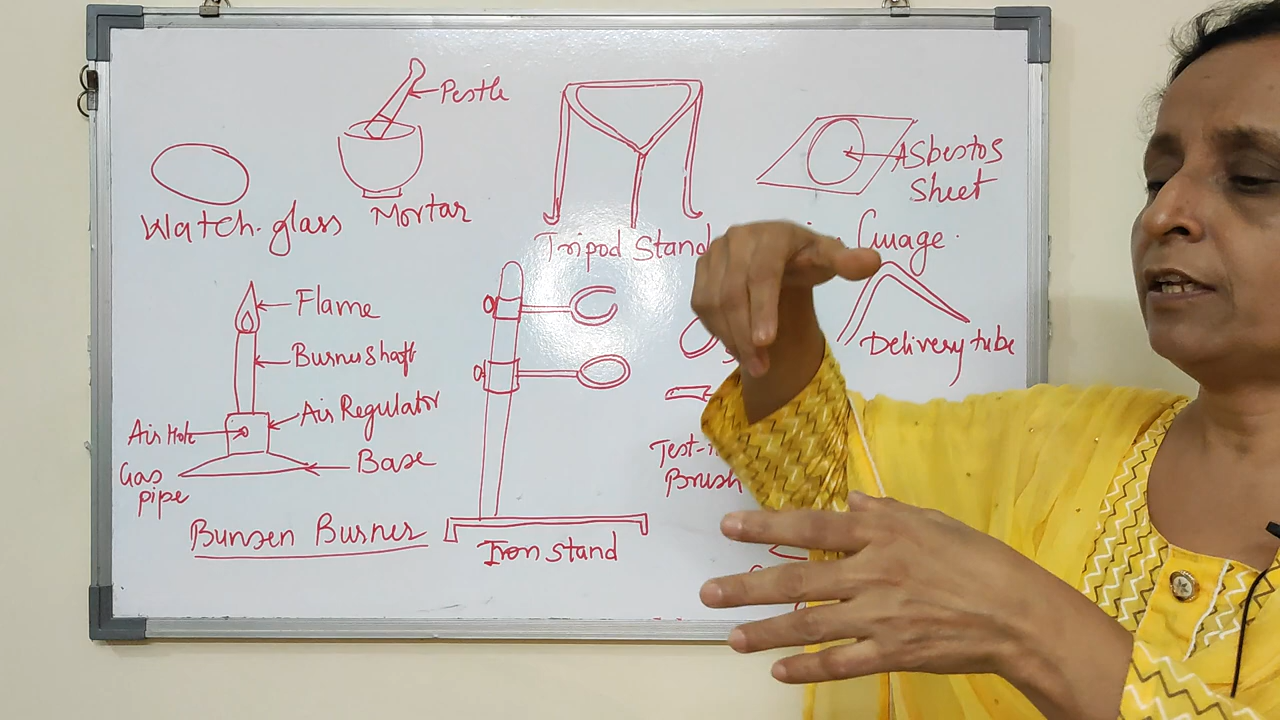 Pestle
Mortar
Watch-glass
Tripod Stand
Asbestos
Sheet
Guage
Flame
Burner Shaft
Air Regulator
Air Hole
Base
Gas
pipe
Bunsen Burner
Iron Stand
Delivery tube
Test-
Brush